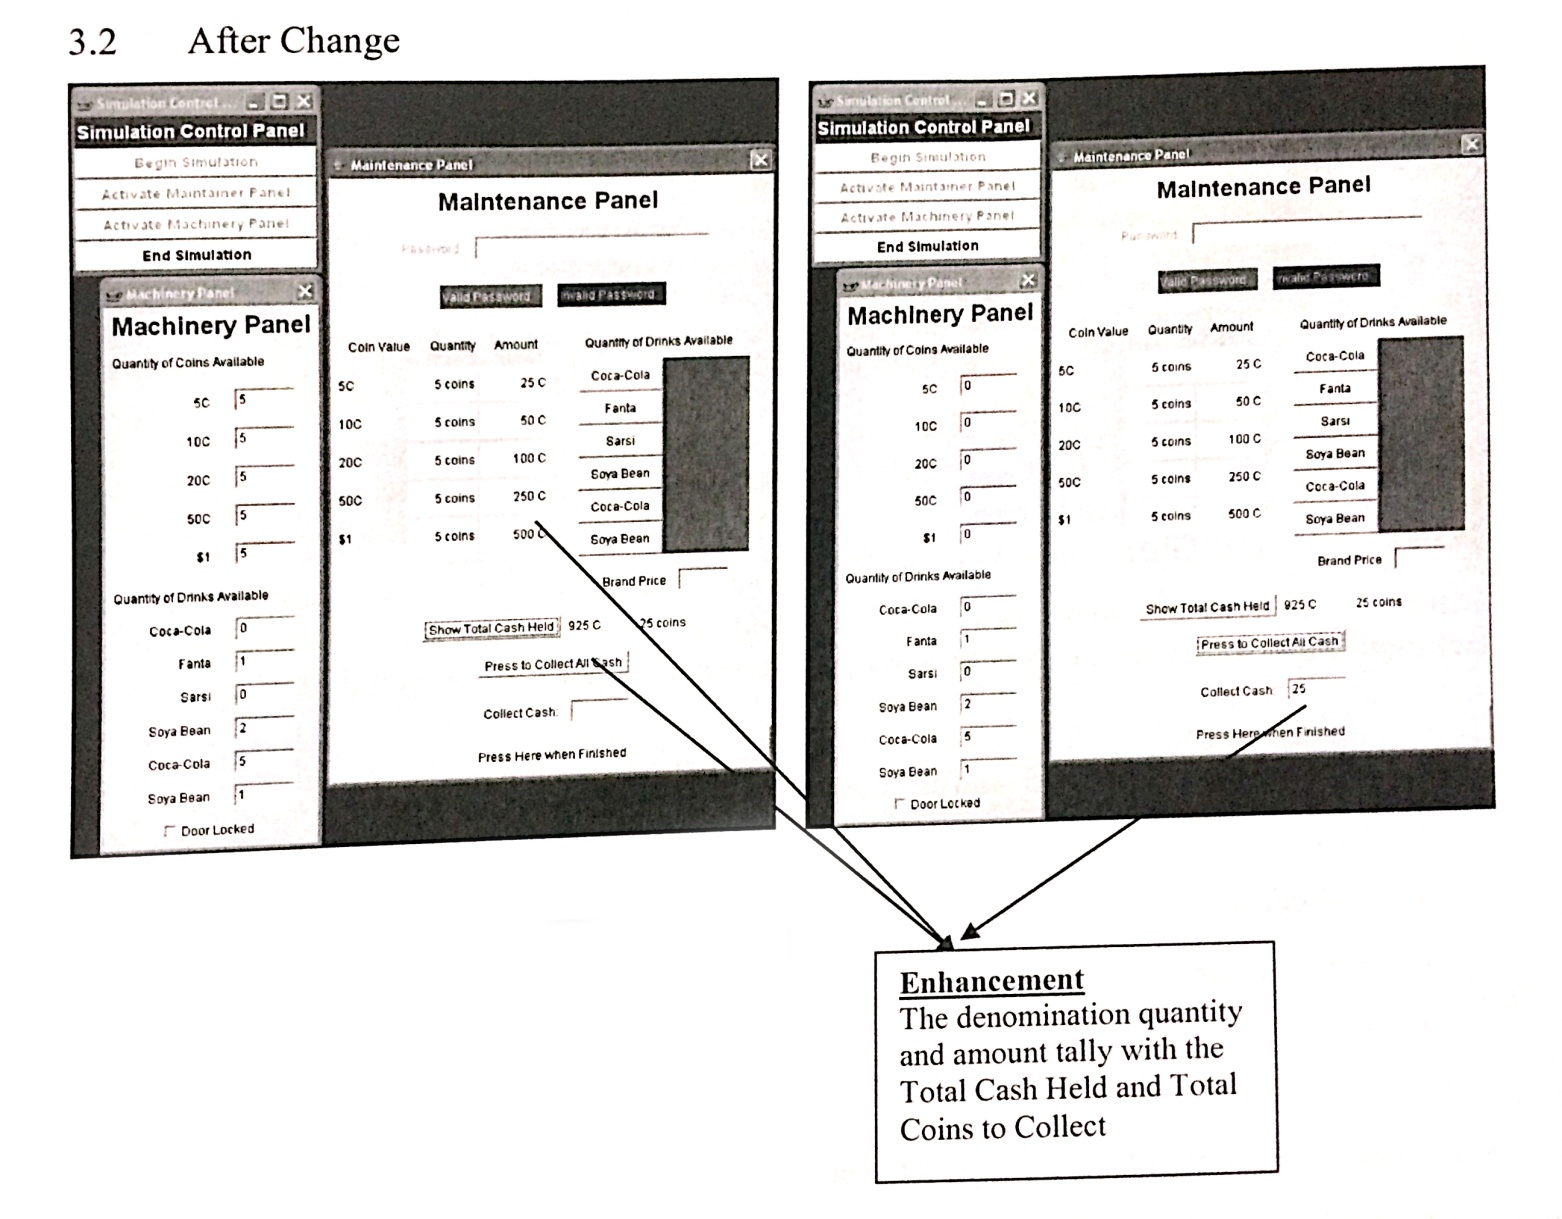 3.2 After Change
Simulation Control ...
Simulation Control Panel
Begin Simulation
Activate Maintainer Panel
Activate Machinery Panel
End Simulation
Machinery Panel
Machinery Panel
Quantity of Coins Available
5C 5
10C 5
20C 5
50C 5
$1 5
Quantity of Drinks Available
Coca-Cola 0
Fanta 1
Sarsi 0
Soya Bean 2
Coca-Cola 5
Soya Bean 1
Door Locked
Maintenance Panel
Maintenance Panel
Password
Valid Password Invalid Password
Coin Value Quantity Amount
5C 5 coins 25 C
10C 5 coins 50 C
20C 5 coins 100 C
50C 5 coins 250 C
$1 5 coins 500 C
Quantity of Drinks Available
Coca-Cola
Fanta
Sarsi
Soya Bean
Coca-Cola
Soya Bean
Brand Price
Show Total Cash Held 925 C 25 coins
Press to Collect All Cash
Collect Cash:
Press Here when Finished
Simulation Control ...
Simulation Control Panel
Begin Simulation
Activate Maintainer Panel
Activate Machinery Panel
End Simulation
Machinery Panel
Machinery Panel
Quantity of Coins Available
5C 0
10C 0
20C 0
50C 0
$1 0
Quantity of Drinks Available
Coca-Cola 0
Fanta 1
Sarsi 0
Soya Bean 2
Coca-Cola 5
Soya Bean 1
Door Locked
Maintenance Panel
Maintenance Panel
Password
Valid Password Invalid Password
Coin Value Quantity Amount
5C 5 coins 25 C
10C 5 coins 50 C
20C 5 coins 100 C
50C 5 coins 250 C
$1 5 coins 500 C
Quantity of Drinks Available
Coca-Cola
Fanta
Sarsi
Soya Bean
Coca-Cola
Soya Bean
Brand Price
Show Total Cash Held 925 C 25 coins
Press to Collect All Cash
Collect Cash 25
Press Here when Finished
Enhancement
The denomination quantity
and amount tally with the
Total Cash Held and Total
Coins to Collect